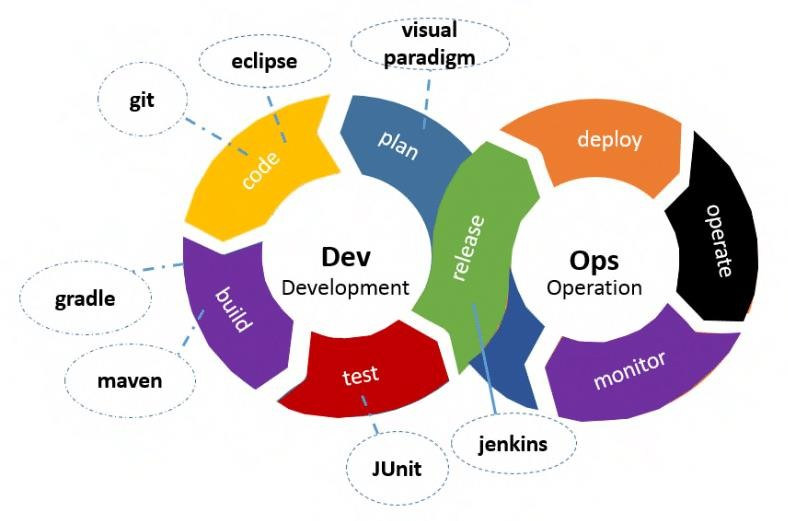 visual
paradigm
eclipse
git
plan
code
deploy
release
operate
Dev
Development
Ops
Operation
gradle
build
maven
test
monitor
JUnit
jenkins